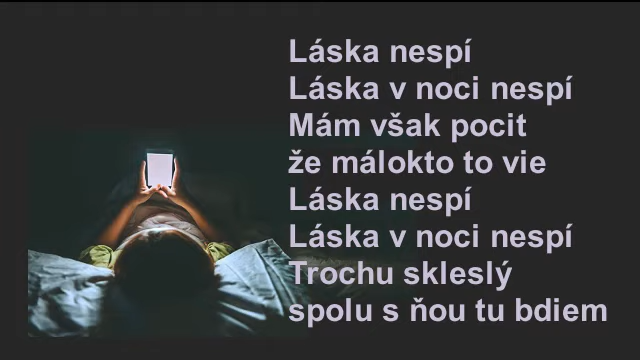 Láska nespí
Láska v noci nespí
Mám však pocit
že málokto to vie
Láska nespí
Láska v noci nespí
Trochu skleslý
spolu s ňou tu bdiem